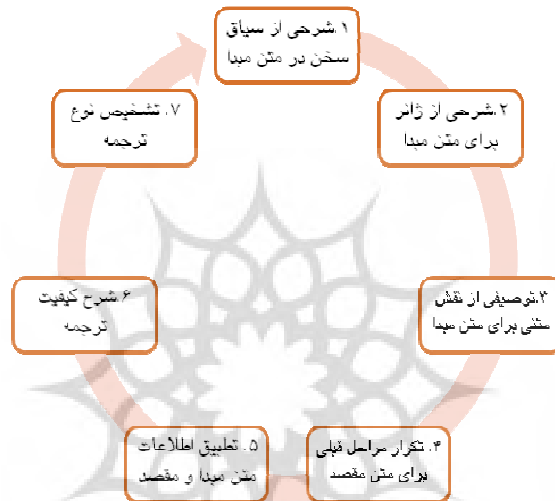 ۱.شرحی از سیاق
سخن در متن مبدا
۲.شرحی از ژانر
برای متن مبدا
۳.توصیفی از نقش
متنی برای متن مبدا
۴. تکرار مراحل قبلی
برای متن مقصد
۵. تطبیق اطلاعات
متن مبدا و مقصد
۶.شرح کیفیت
ترجمه
۷. تشخیص نوع
ترجمه